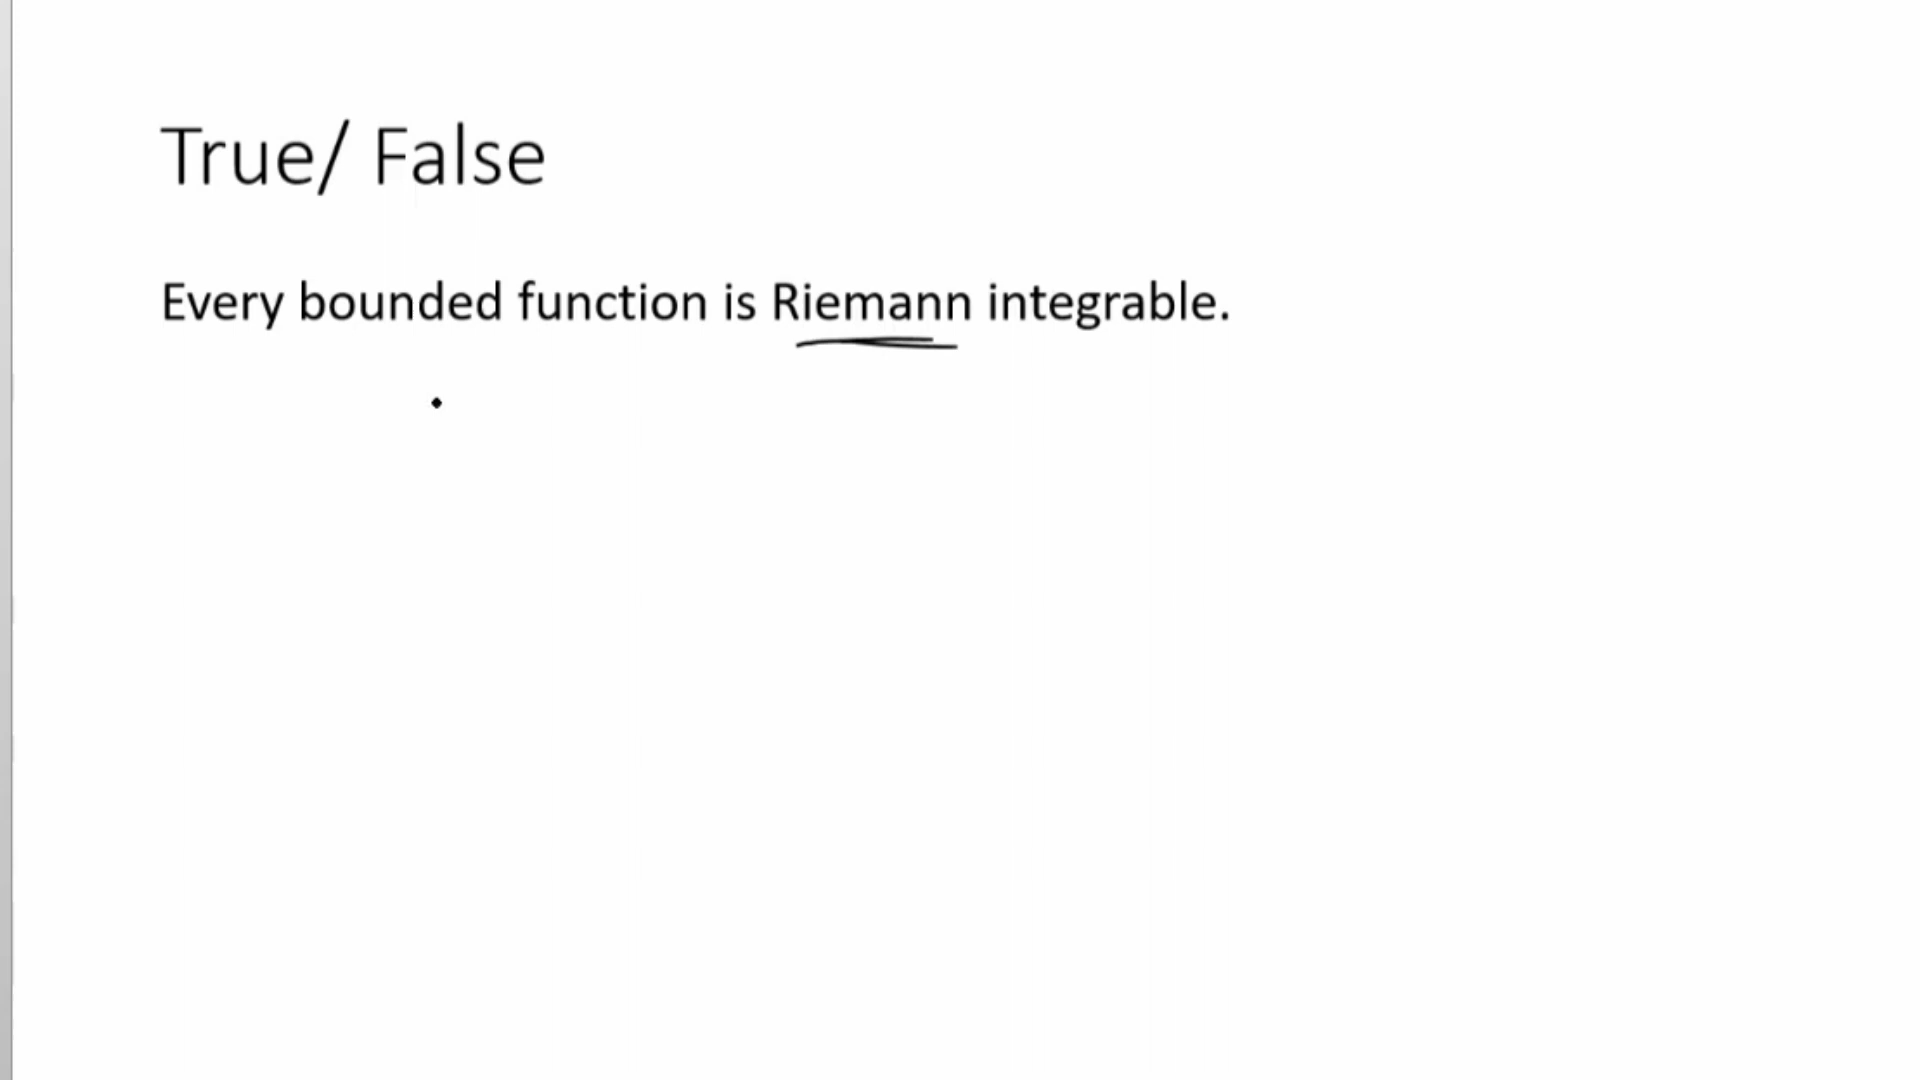 True/ False
Every bounded function is Riemann integrable.